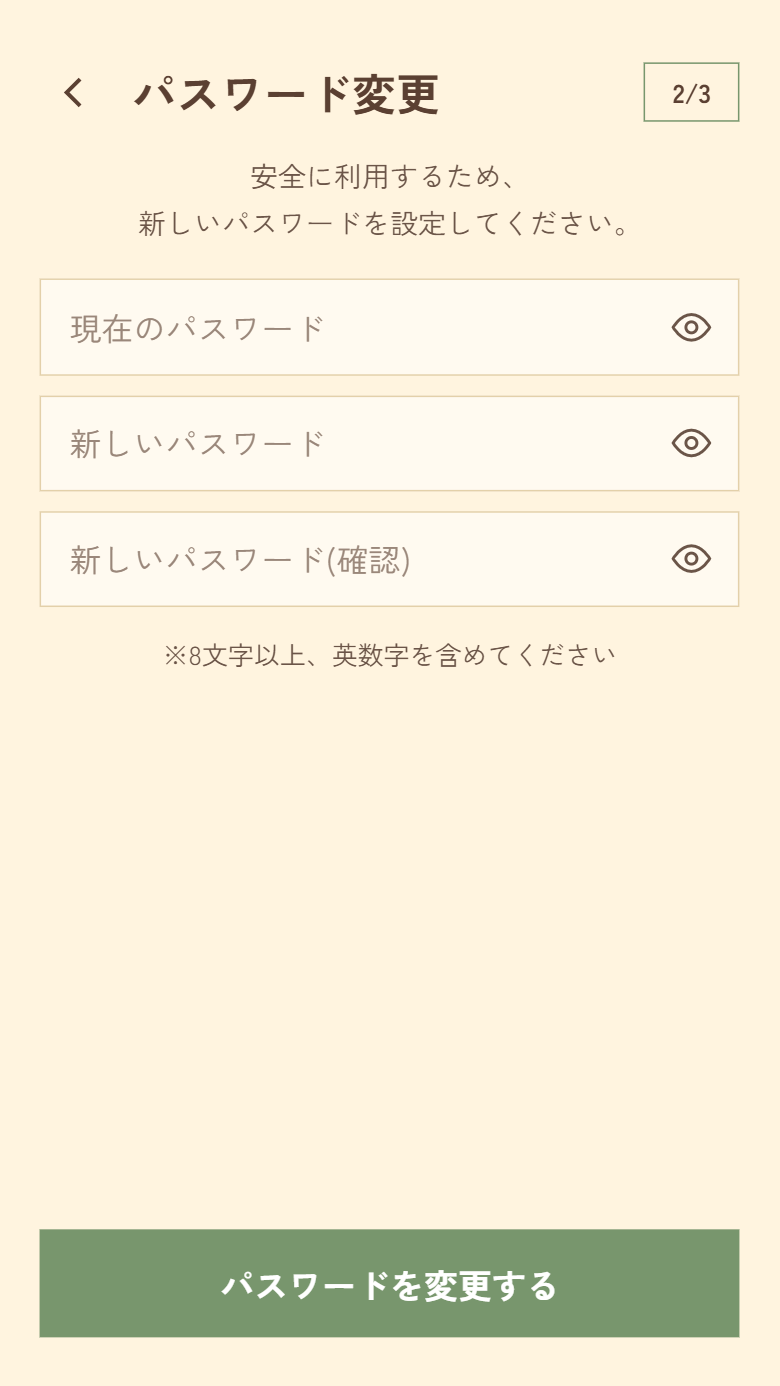 パスワード変更
2/3
安全に利用するため、
新しいパスワードを設定してください。
現在のパスワード
新しいパスワード
新しいパスワード(確認)
※8文字以上、英数字を含めてください
パスワードを変更する